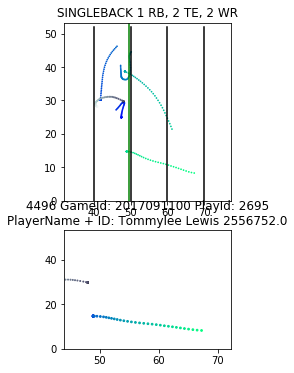 SINGLEBACK 1 RB, 2 TE, 2 WR
50
40
30
20
10
0
40 50 60 70
4496 GameId: 2017091100 PlayId: 2695
PlayerName + ID: Tommylee Lewis 2556752.0
40
20
0
50 60 70